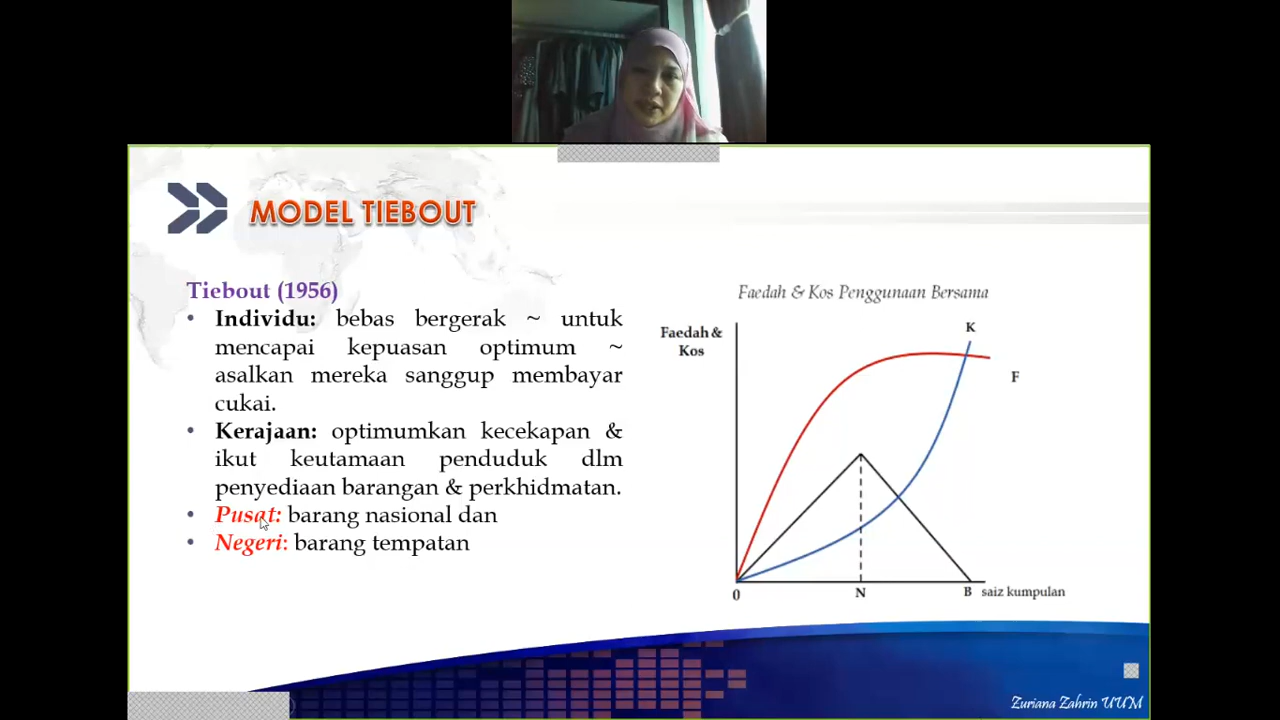 MODEL TIEBOUT
Tiebout (1956)
• Individu: bebas bergerak ~ untuk
mencapai kepuasan optimum ~
asalkan mereka sanggup membayar
cukai.
• Kerajaan: optimumkan kecekapan &
ikut keutamaan penduduk dlm
penyediaan barangan & perkhidmatan.
• Pusat: barang nasional dan
• Negeri: barang tempatan
Faedah & Kos Penggunaan Bersama
Faedah &
Kos
K
F
0
N
B
saiz kumpulan
Zuriana Zahrin UUM